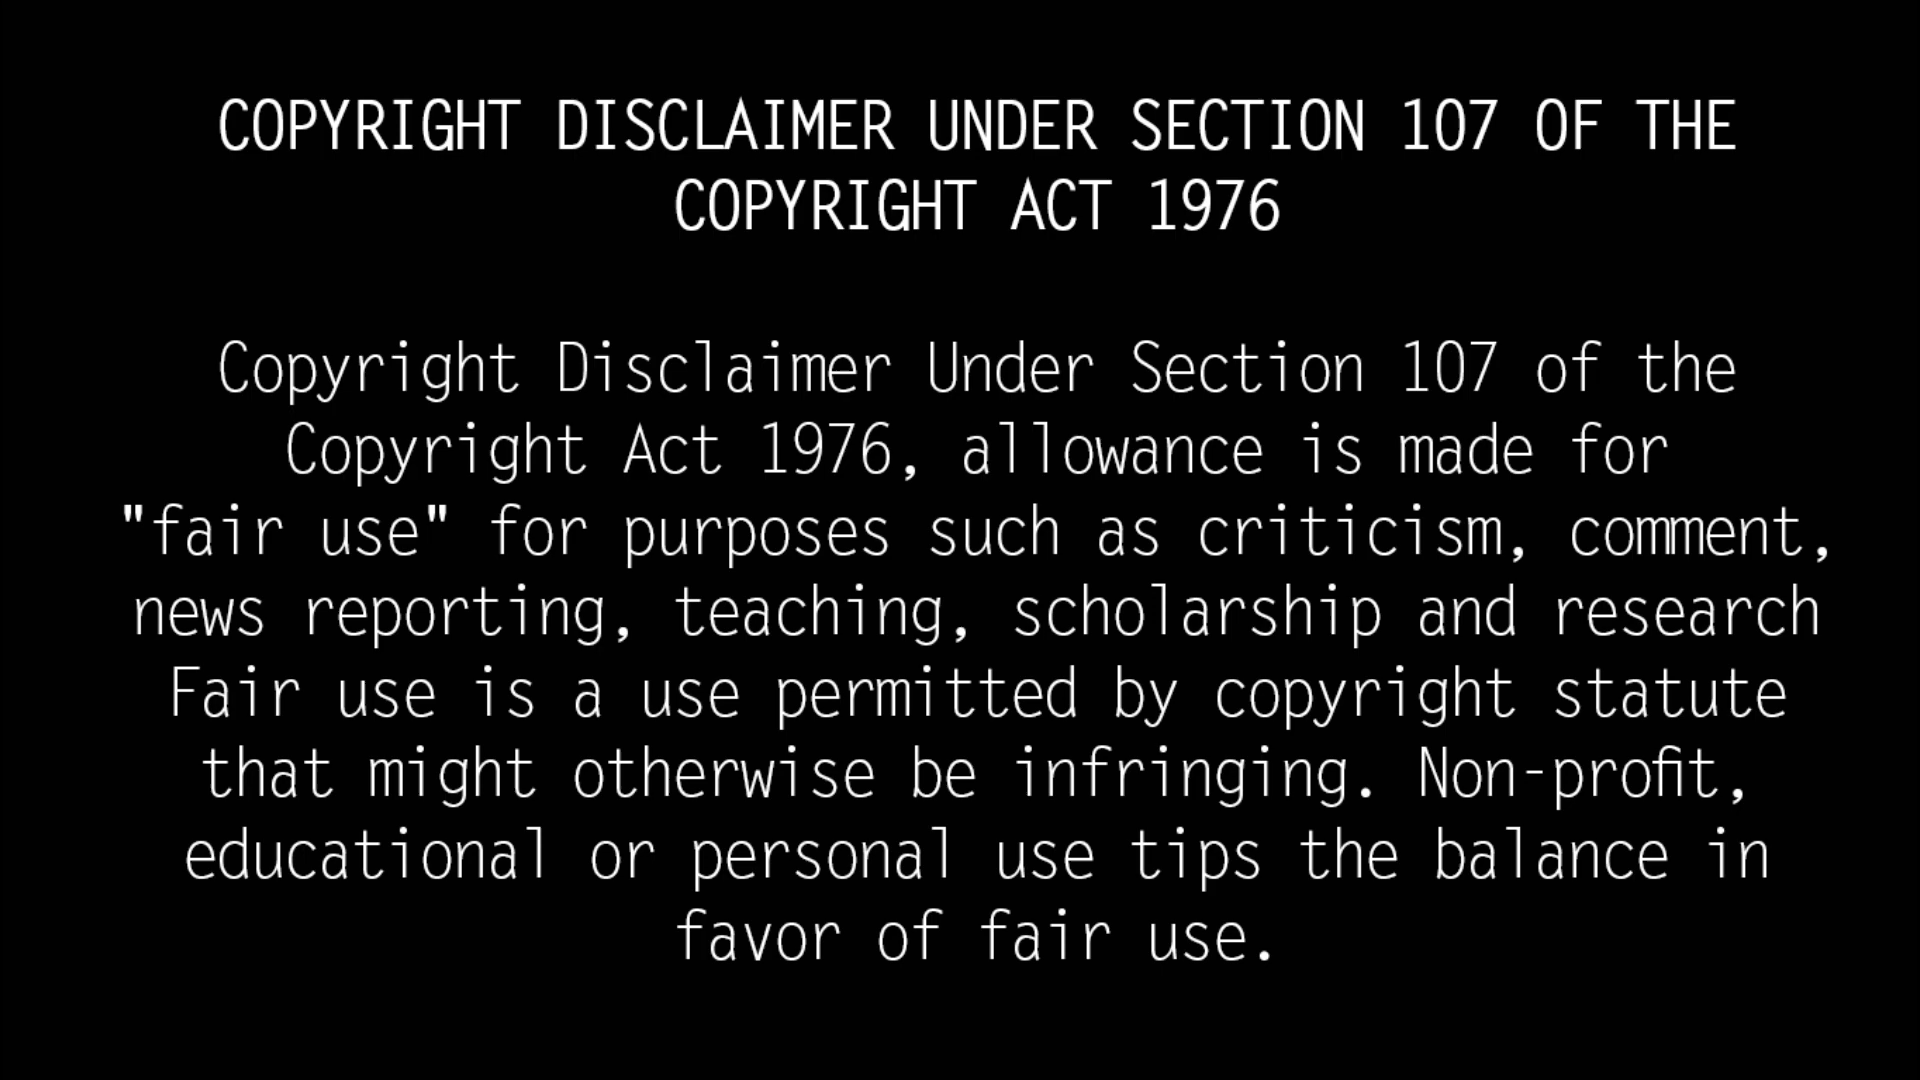 COPYRIGHT DISCLAIMER UNDER SECTION 107 OF THE
COPYRIGHT ACT 1976
Copyright Disclaimer Under Section 107 of the
Copyright Act 1976, allowance is made for
"fair use" for purposes such as criticism, comment,
news reporting, teaching, scholarship and research
Fair use is a use permitted by copyright statute
that might otherwise be infringing. Non-profit,
educational or personal use tips the balance in
favor of fair use.